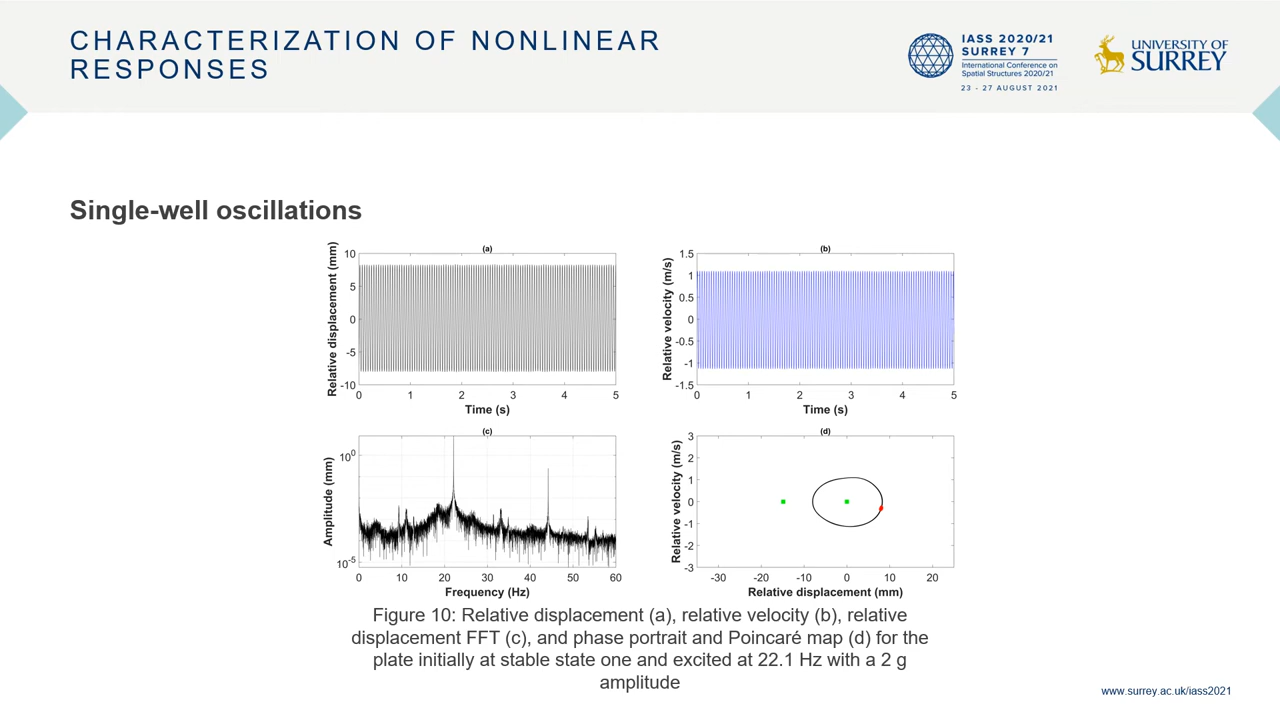 CHARACTERIZATION OF NONLINEAR
RESPONSES
IASS 2020/21
SURREY 7
International Conference on
Spatial Structures 2020/21
23 - 27 AUGUST 2021
UNIVERSITY OF
SURREY
Single-well oscillations
(a)
Relative displacement (mm)
10
5
0
-5
-10
0 1 2 3 4 5
Time (s)
(b)
Relative velocity (m/s)
1.5
1
0.5
0
-0.5
-1
-1.5
0 1 2 3 4 5
Time (s)
(c)
Amplitude (mm)
10^0
10^-5
0 10 20 30 40 50 60
Frequency (Hz)
(d)
Relative velocity (m/s)
3
2
1
0
-1
-2
-3
-30 -20 -10 0 10 20
Relative displacement (mm)
Figure 10: Relative displacement (a), relative velocity (b), relative
displacement FFT (c), and phase portrait and Poincaré map (d) for the
plate initially at stable state one and excited at 22.1 Hz with a 2 g
amplitude
www.surrey.ac.uk/iass2021